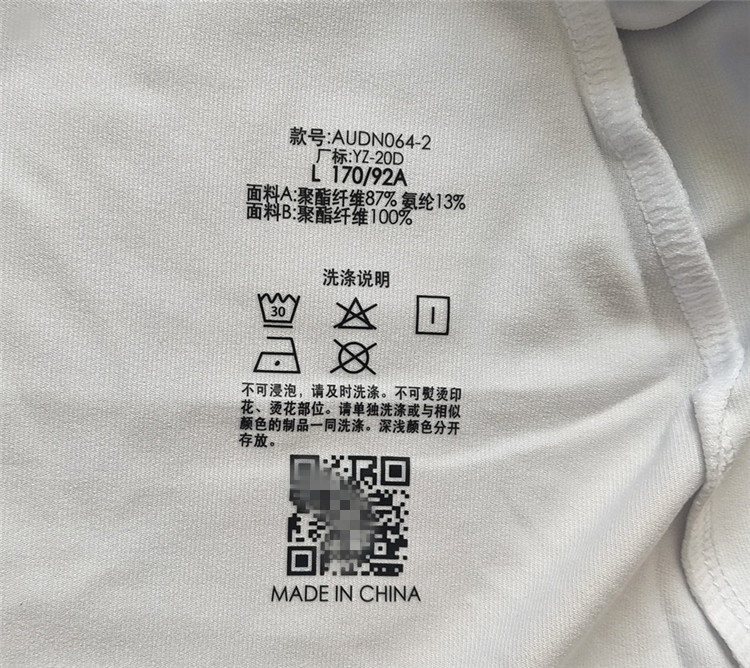 款号:AUDN064-2
厂标:YZ-20D
L 170/92A
面料A:聚酯纤维87% 氨纶13%
面料B:聚酯纤维100%
洗涤说明
30
不可浸泡，请及时洗涤。不可熨烫印
花、烫花部位。请单独洗涤或与相似
颜色的制品一同洗涤。深浅颜色分开
存放。
MADE IN CHINA